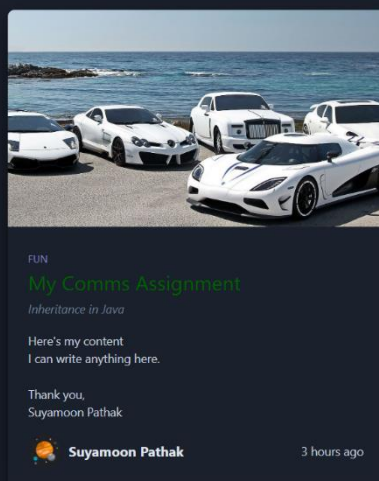 FUN
My Comms Assignment
Inheritance in Java
Here's my content
I can write anything here.
Thank you,
Suyamoon Pathak
Suyamoon Pathak
3 hours ago